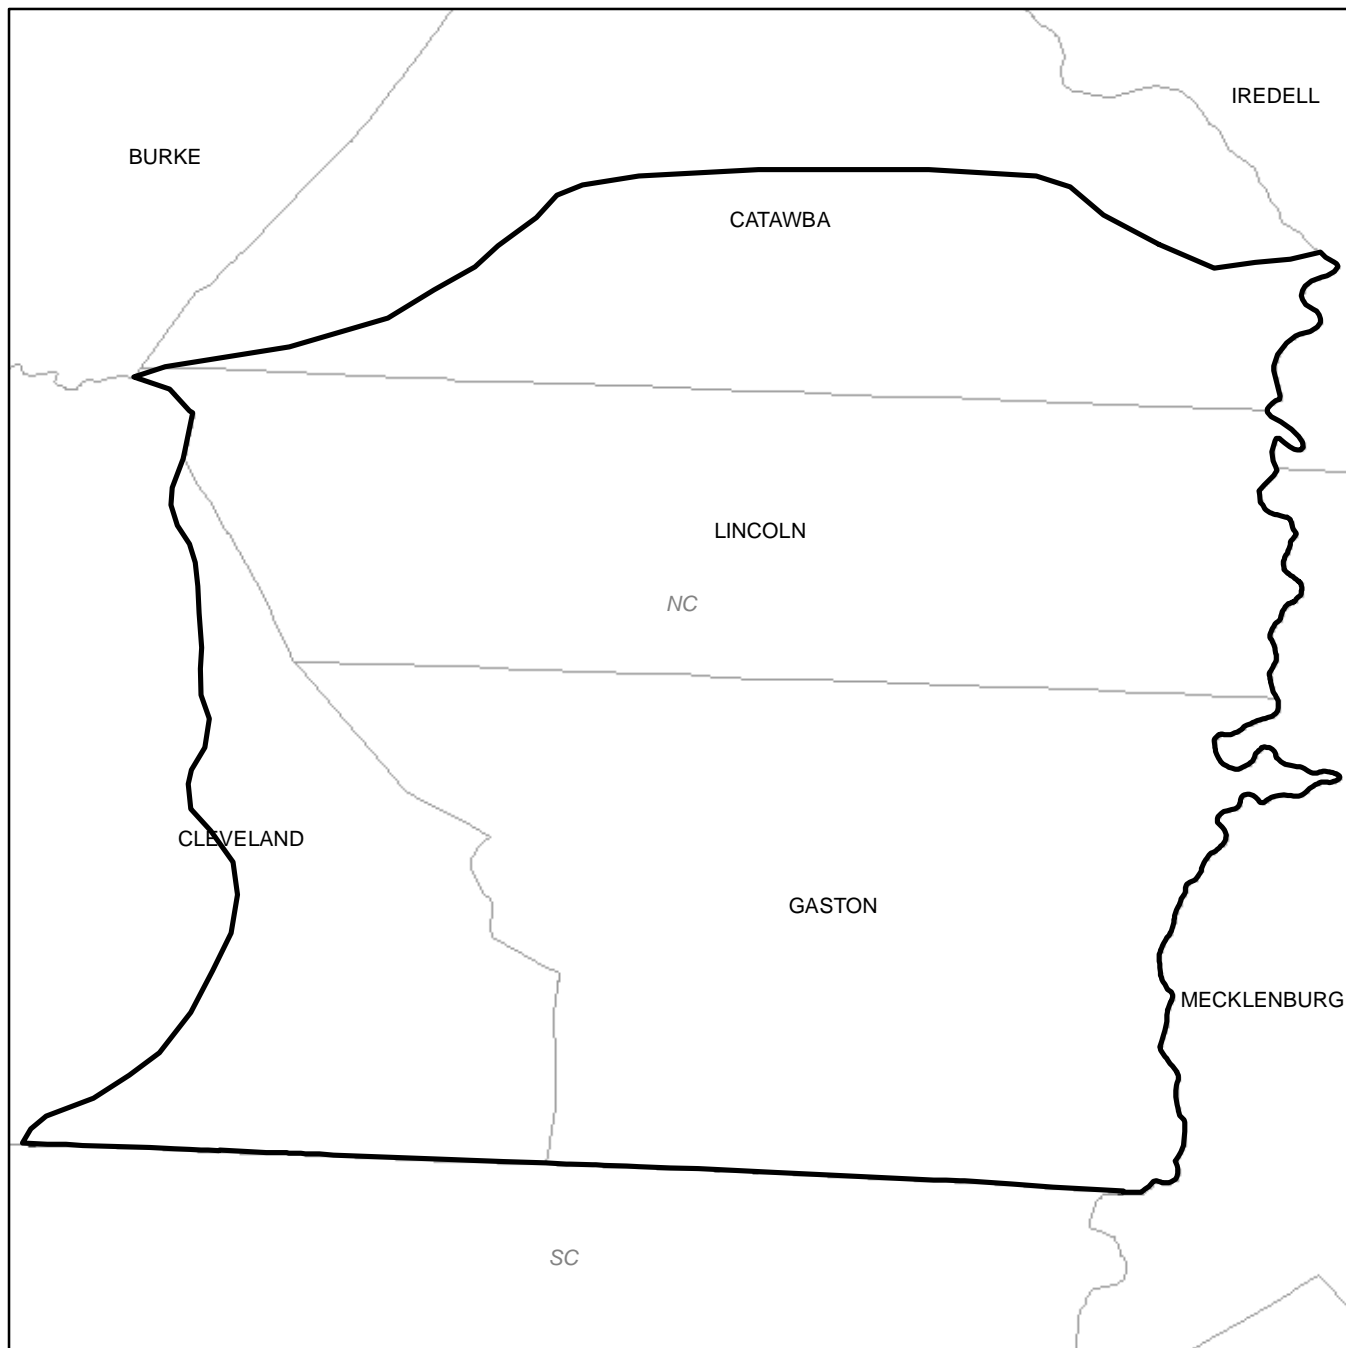 IREDELL
BURKE
CATAWBA
LINCOLN
NC
CLEVELAND
GASTON
MECKLENBURG
SC